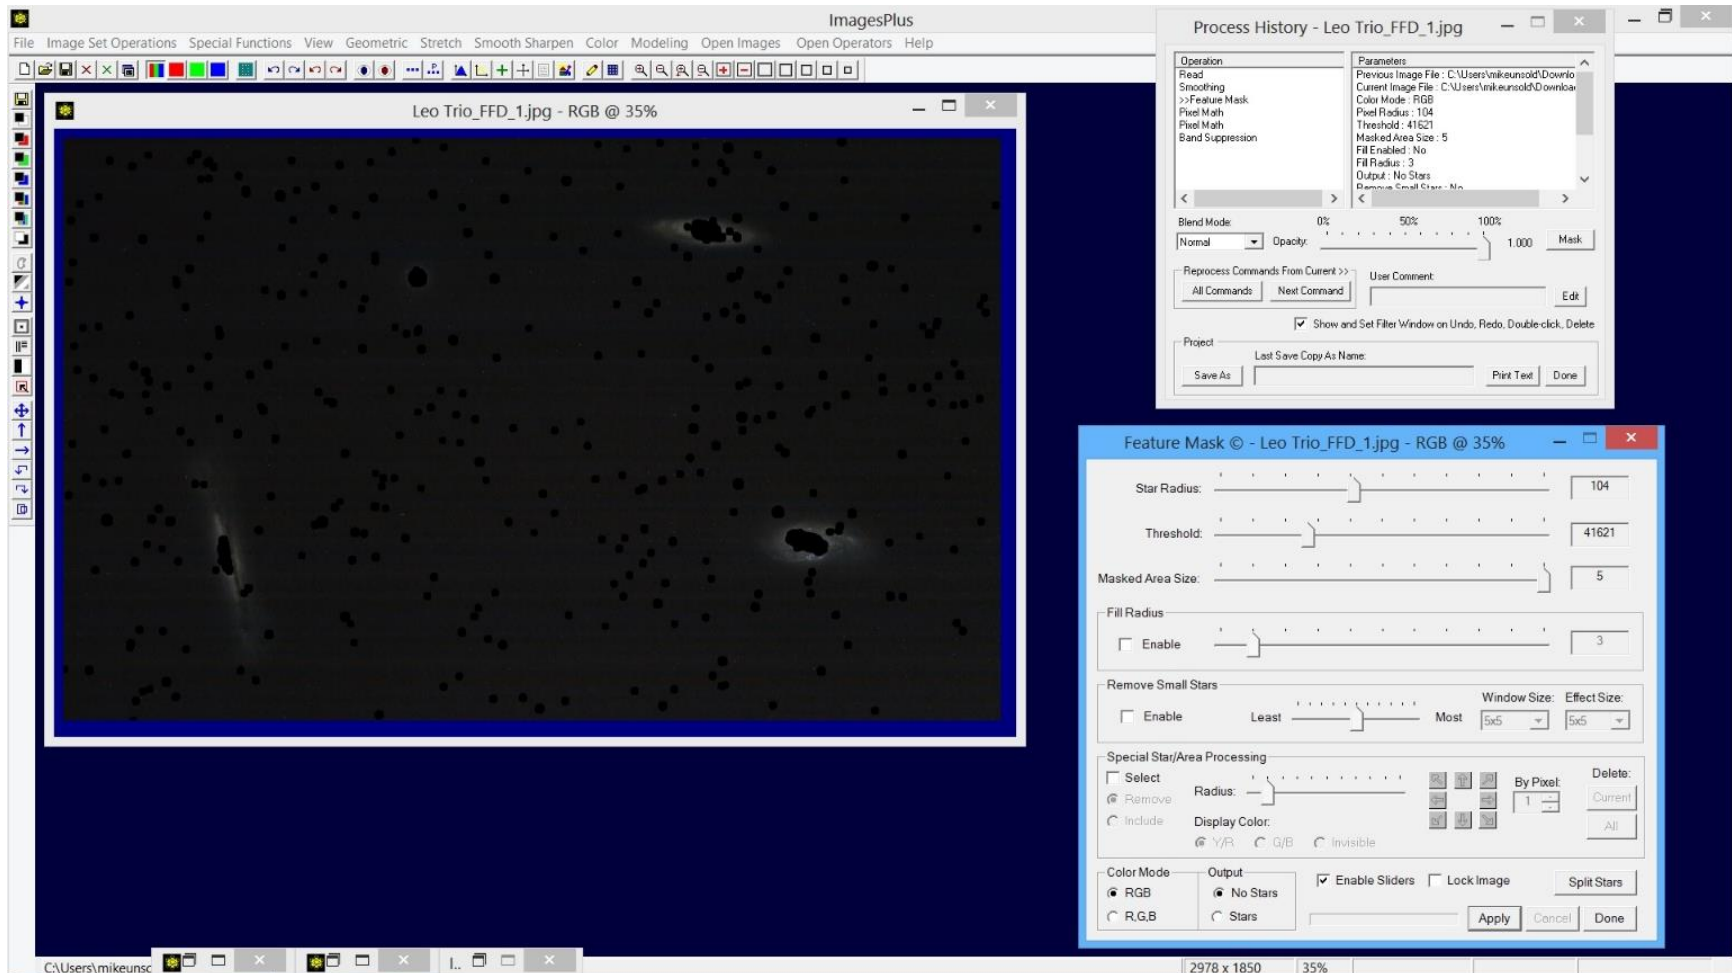 ImagesPlus
File Image Set Operations Special Functions View Geometric Stretch Smooth Sharpen Color Modeling Open Images Open Operators Help
Leo Trio_FFD_1.jpg - RGB @ 35%
Process History - Leo Trio_FFD_1.jpg
Operation
Read
Smoothing
>>Feature Mask
Pixel Math
Pixel Math
Band Suppression
Parameters
Previous Image File : C:\Users\mikeunsold\Downlo
Current Image File : C:\Users\mikeunsold\Downloa
Color Mode : RGB
Pixel Radius : 104
Threshold : 41621
Masked Area Size : 5
Fill Enabled : No
Fill Radius : 3
Output : No Stars
Remove Small Stars : No
Blend Mode: 0% 50% 100%
Normal Opacity: 1.000 Mask
Reprocess Commands From Current >> User Comment:
All Commands Next Command Edit
Show and Set Filter Window on Undo, Redo, Double-click, Delete
Project
Last Save Copy As Name:
Save As Print Text Done
Feature Mask © - Leo Trio_FFD_1.jpg - RGB @ 35%
Star Radius: 104
Threshold: 41621
Masked Area Size: 5
Fill Radius
Enable 3
Remove Small Stars
Window Size: Effect Size:
Enable Least Most 5x5 5x5
Special Star/Area Processing
Select Radius: By Pixel: Delete:
Remove 1 Current
Include Display Color: All
Y/R G/B Invisible
Color Mode Output
RGB No Stars Enable Sliders Lock Image Split Stars
R,G,B Stars Apply Cancel Done
I..
C:\Users\mikeunsc 2978 x 1850 35%